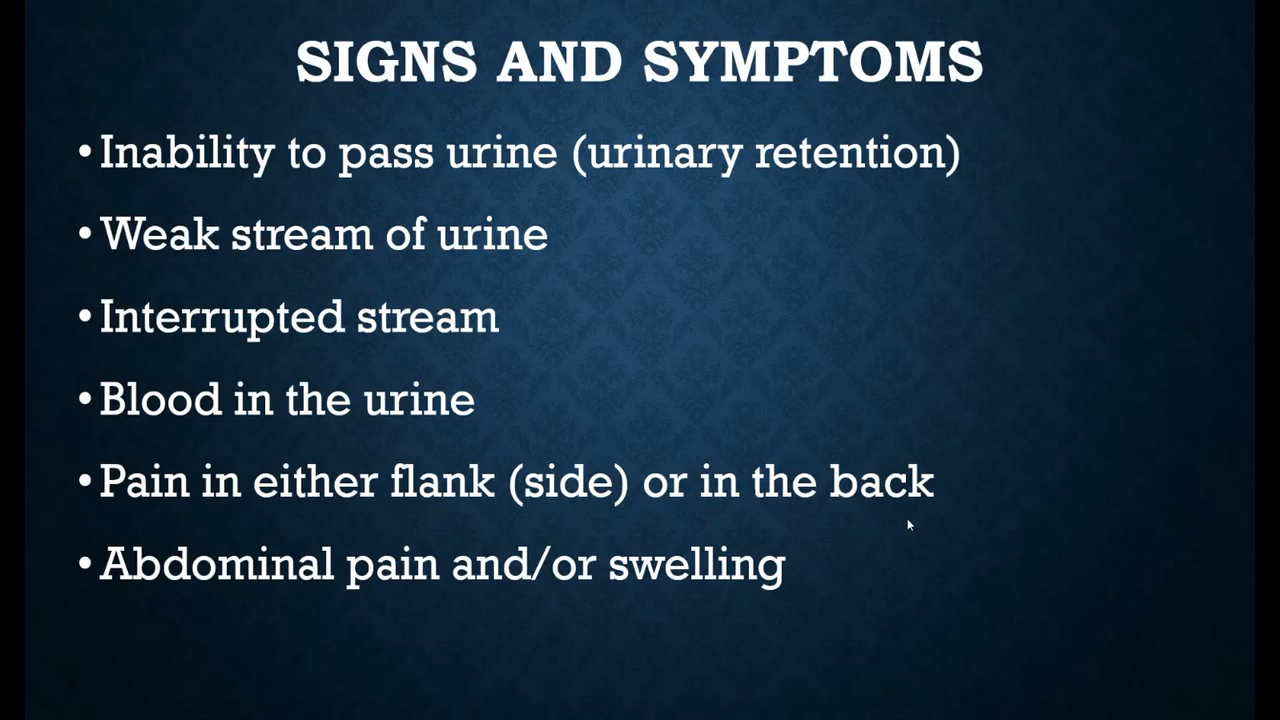 SIGNS AND SYMPTOMS
•Inability to pass urine (urinary retention)
•Weak stream of urine
•Interrupted stream
•Blood in the urine
•Pain in either flank (side) or in the back
•Abdominal pain and/or swelling